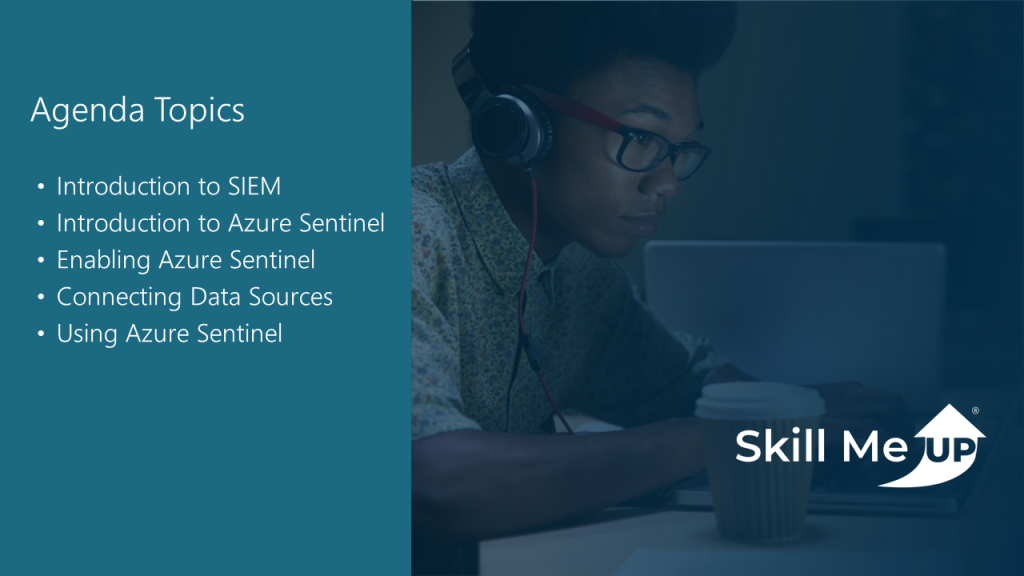 Agenda Topics
• Introduction to SIEM
• Introduction to Azure Sentinel
• Enabling Azure Sentinel
• Connecting Data Sources
• Using Azure Sentinel
Skill Me UP®